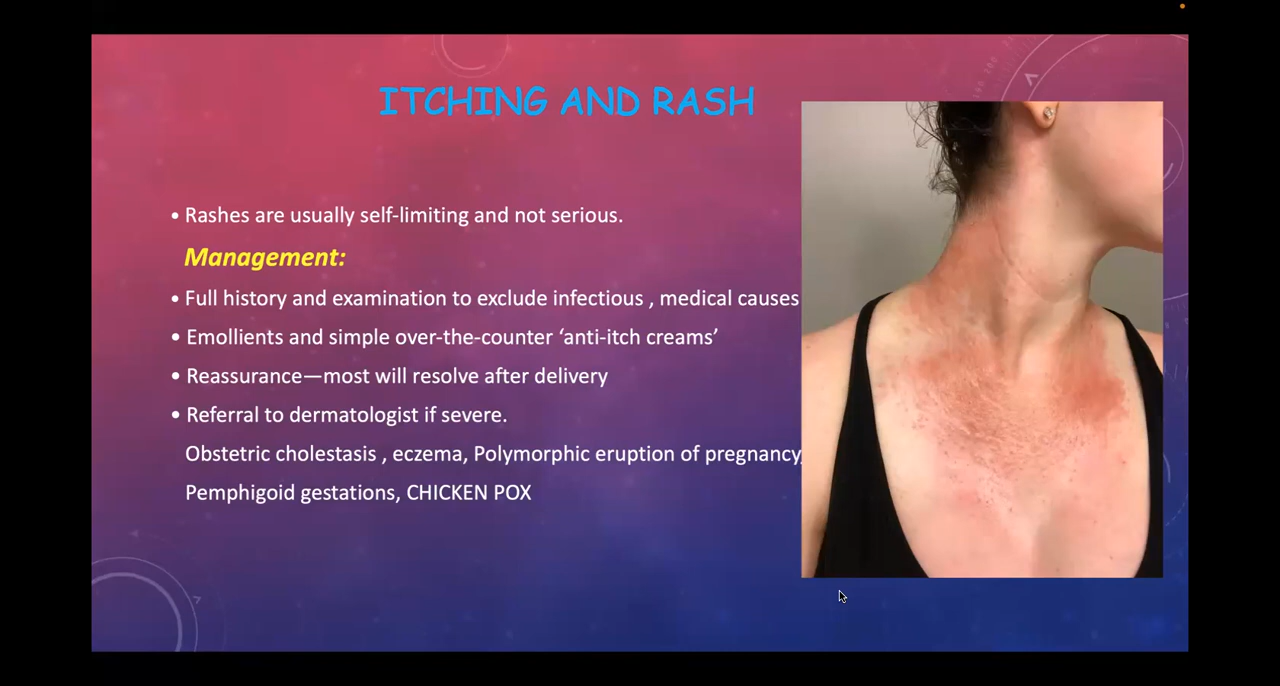 ITCHING AND RASH
• Rashes are usually self-limiting and not serious.
Management:
• Full history and examination to exclude infectious , medical causes
• Emollients and simple over-the-counter ‘anti-itch creams’
• Reassurance—most will resolve after delivery
• Referral to dermatologist if severe.
Obstetric cholestasis , eczema, Polymorphic eruption of pregnancy,
Pemphigoid gestations, CHICKEN POX